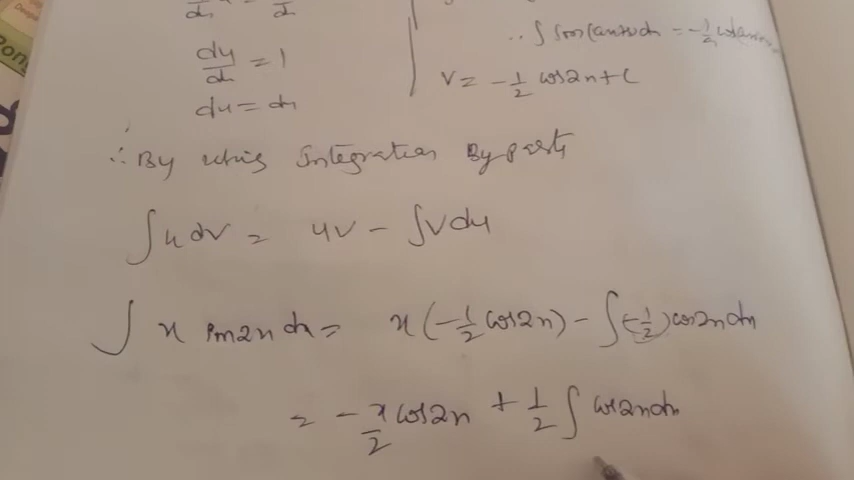 du/dx = 1
du = dx
∴ ∫ sin(ax+b)dx = -1/a cos(ax+b)
V = -1/2 cos2x + C
∴ By using Integration By parts
∫u dv = uv - ∫v du
∫ x sin2x dx = x(-1/2 cos2x) - ∫(-1/2) cos2x dx
= -x/2 cos2x + 1/2 ∫ cos2x dx